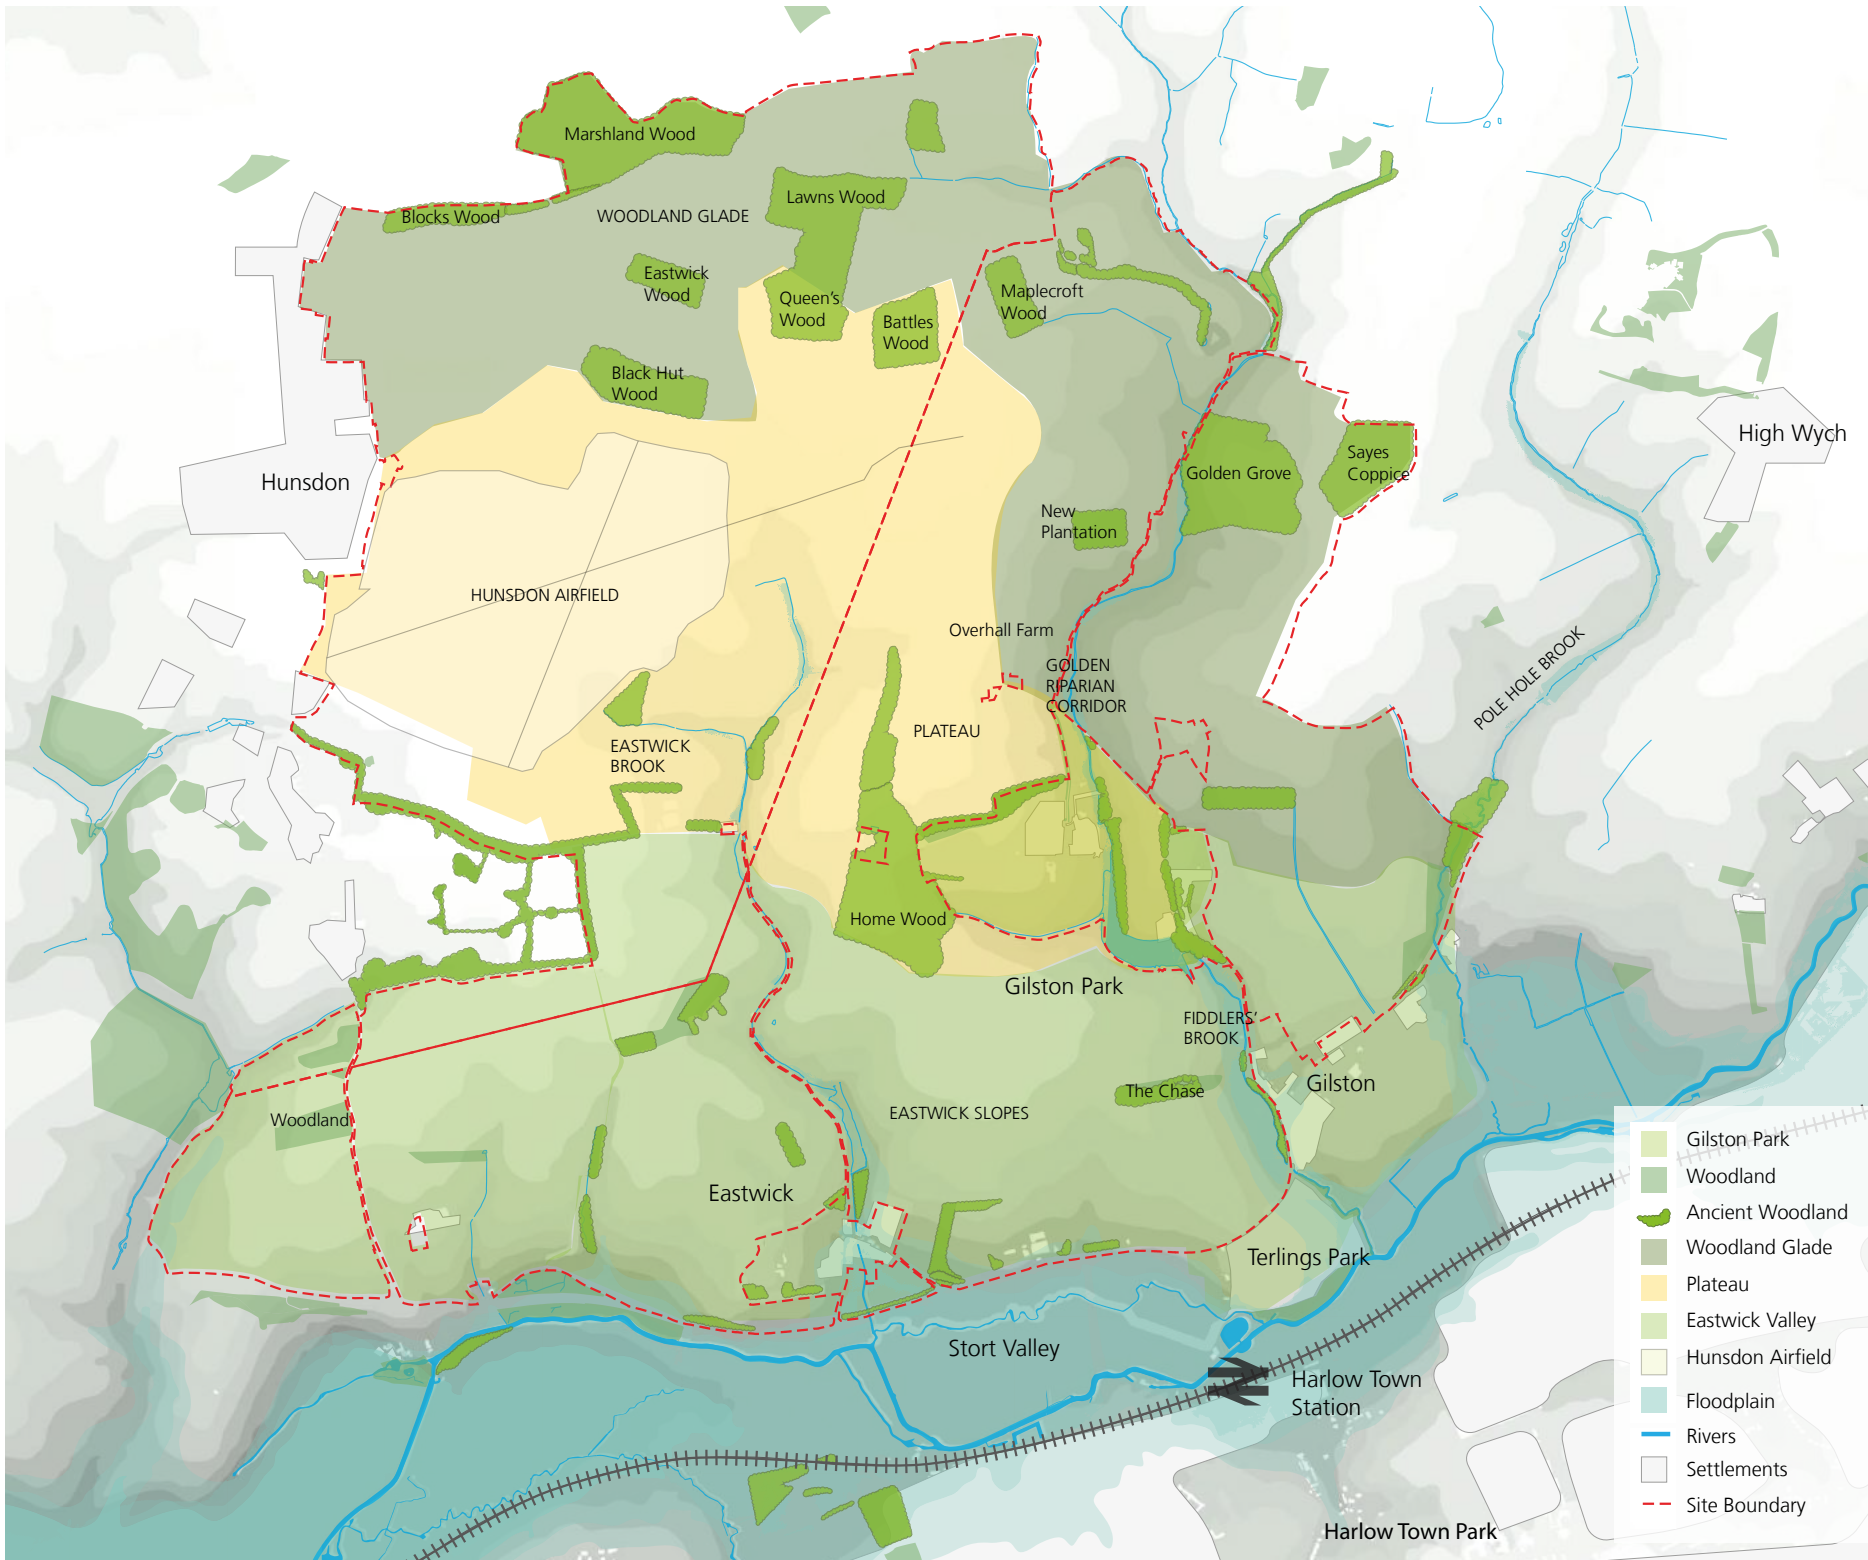 Marshland Wood
Lawns Wood
Blocks Wood
WOODLAND GLADE
Eastwick
Wood
Queen's
Wood
Battles
Wood
Maplecroft
Wood
Black Hut
Wood
High Wych
Hunsdon
Golden Grove
Sayes
Coppice
New
Plantation
HUNSDON AIRFIELD
Overhall Farm
GOLDEN
RIPARIAN
CORRIDOR
POLE HOLE BROOK
PLATEAU
EASTWICK
BROOK
Home Wood
Gilston Park
FIDDLERS'
BROOK
The Chase
Gilston
Woodland
EASTWICK SLOPES
Eastwick
Terlings Park
Stort Valley
Harlow Town
Station
Harlow Town Park
Gilston Park
Woodland
Ancient Woodland
Woodland Glade
Plateau
Eastwick Valley
Hunsdon Airfield
Floodplain
Rivers
Settlements
Site Boundary